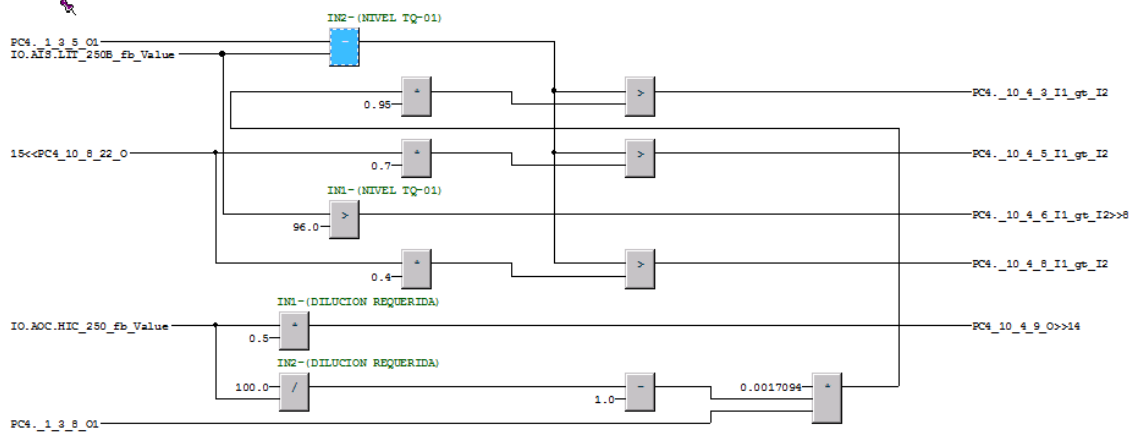 IN2-(NIVEL TQ-01)
PC4._1_3_5_O1
-
IO.AIS.LIT_250B_fb_Value
*
0.95
>
PC4._10_4_3_I1_gt_I2
15<<PC4_10_8_22_O
*
0.7
>
PC4._10_4_5_I1_gt_I2
IN1-(NIVEL TQ-01)
96.0
>
PC4._10_4_6_I1_gt_I2>>8
*
0.4
>
PC4._10_4_8_I1_gt_I2
IN1-(DILUCION REQUERIDA)
IO.AOC.HIC_250_fb_Value
*
0.5
PC4_10_4_9_O>>14
IN2-(DILUCION REQUERIDA)
100.0
/
1.0
-
0.0017094
*
PC4._1_3_8_O1